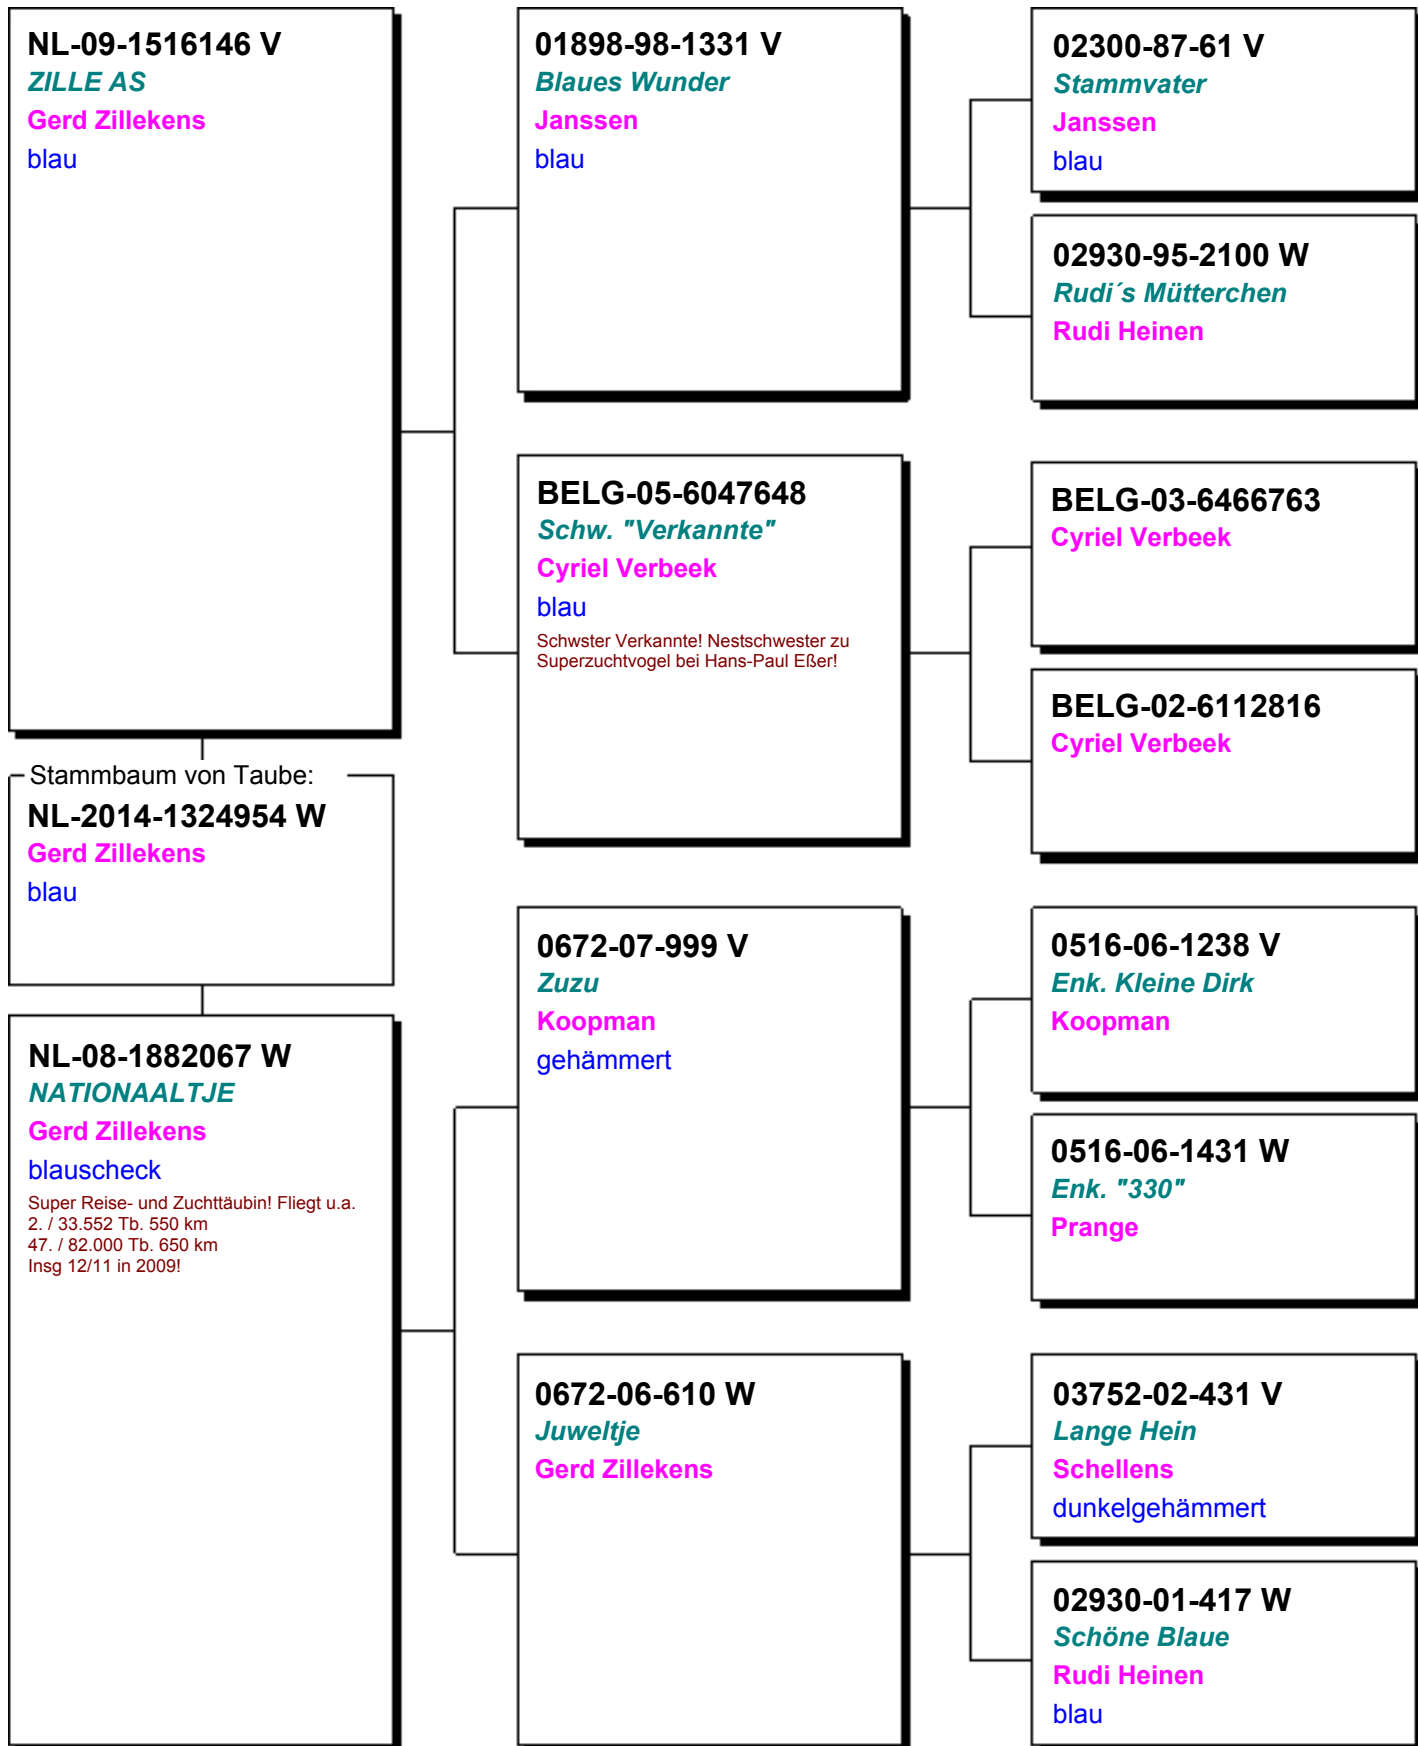 NL-09-1516146 V
ZILLE AS
Gerd Zillekens
blau
Stammbaum von Taube:
NL-2014-1324954 W
Gerd Zillekens
blau
NL-08-1882067 W
NATIONAALTJE
Gerd Zillekens
blauscheck
Super Reise- und Zuchttäubin! Fliegt u.a.
2. / 33.552 Tb. 550 km
47. / 82.000 Tb. 650 km
Insg 12/11 in 2009!
01898-98-1331 V
Blaues Wunder
Janssen
blau
BELG-05-6047648
Schw. "Verkannte"
Cyriel Verbeek
blau
Schwster Verkannte! Nestschwester zu
Superzuchtvogel bei Hans-Paul Eßer!
0672-07-999 V
Zuzu
Koopman
gehämmert
0672-06-610 W
Juweltje
Gerd Zillekens
02300-87-61 V
Stammvater
Janssen
blau
02930-95-2100 W
Rudi´s Mütterchen
Rudi Heinen
BELG-03-6466763
Cyriel Verbeek
BELG-02-6112816
Cyriel Verbeek
0516-06-1238 V
Enk. Kleine Dirk
Koopman
0516-06-1431 W
Enk. "330"
Prange
03752-02-431 V
Lange Hein
Schellens
dunkelgehämmert
02930-01-417 W
Schöne Blaue
Rudi Heinen
blau